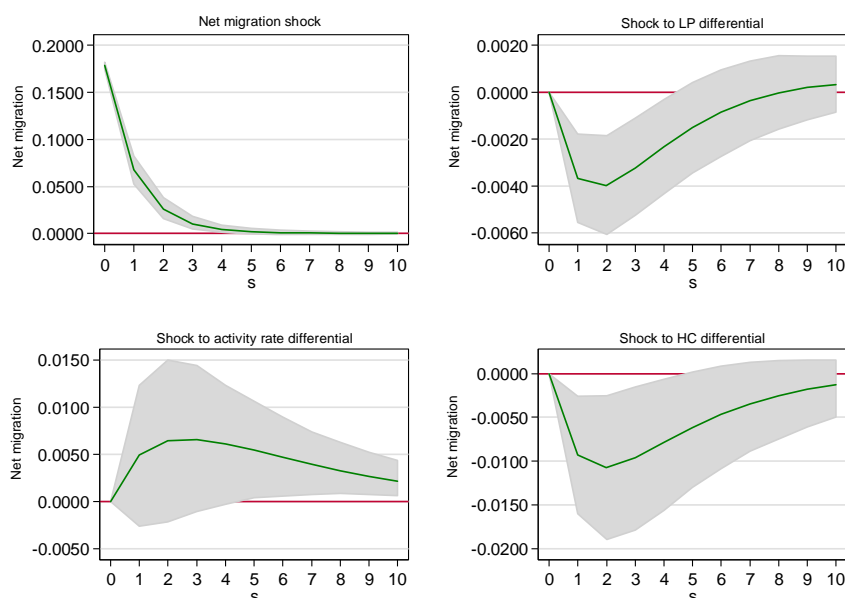 Net migration shock
Net migration
0.2000
0.1500
0.1000
0.0500
0.0000
0 1 2 3 4 5 6 7 8 9 10
s
Shock to LP differential
Net migration
0.0020
0.0000
-0.0020
-0.0040
-0.0060
0 1 2 3 4 5 6 7 8 9 10
s
Shock to activity rate differential
Net migration
0.0150
0.0100
0.0050
0.0000
-0.0050
0 1 2 3 4 5 6 7 8 9 10
s
Shock to HC differential
Net migration
0.0000
-0.0050
-0.0100
-0.0150
-0.0200
0 1 2 3 4 5 6 7 8 9 10
s